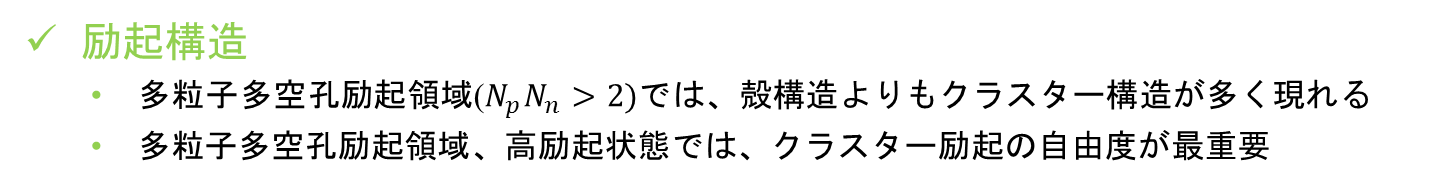 ✓ 励起構造
• 多粒子多空孔励起領域(NₚNₙ > 2)では、殻構造よりもクラスター構造が多く現れる
• 多粒子多空孔励起領域、高励起状態では、クラスター励起の自由度が最重要